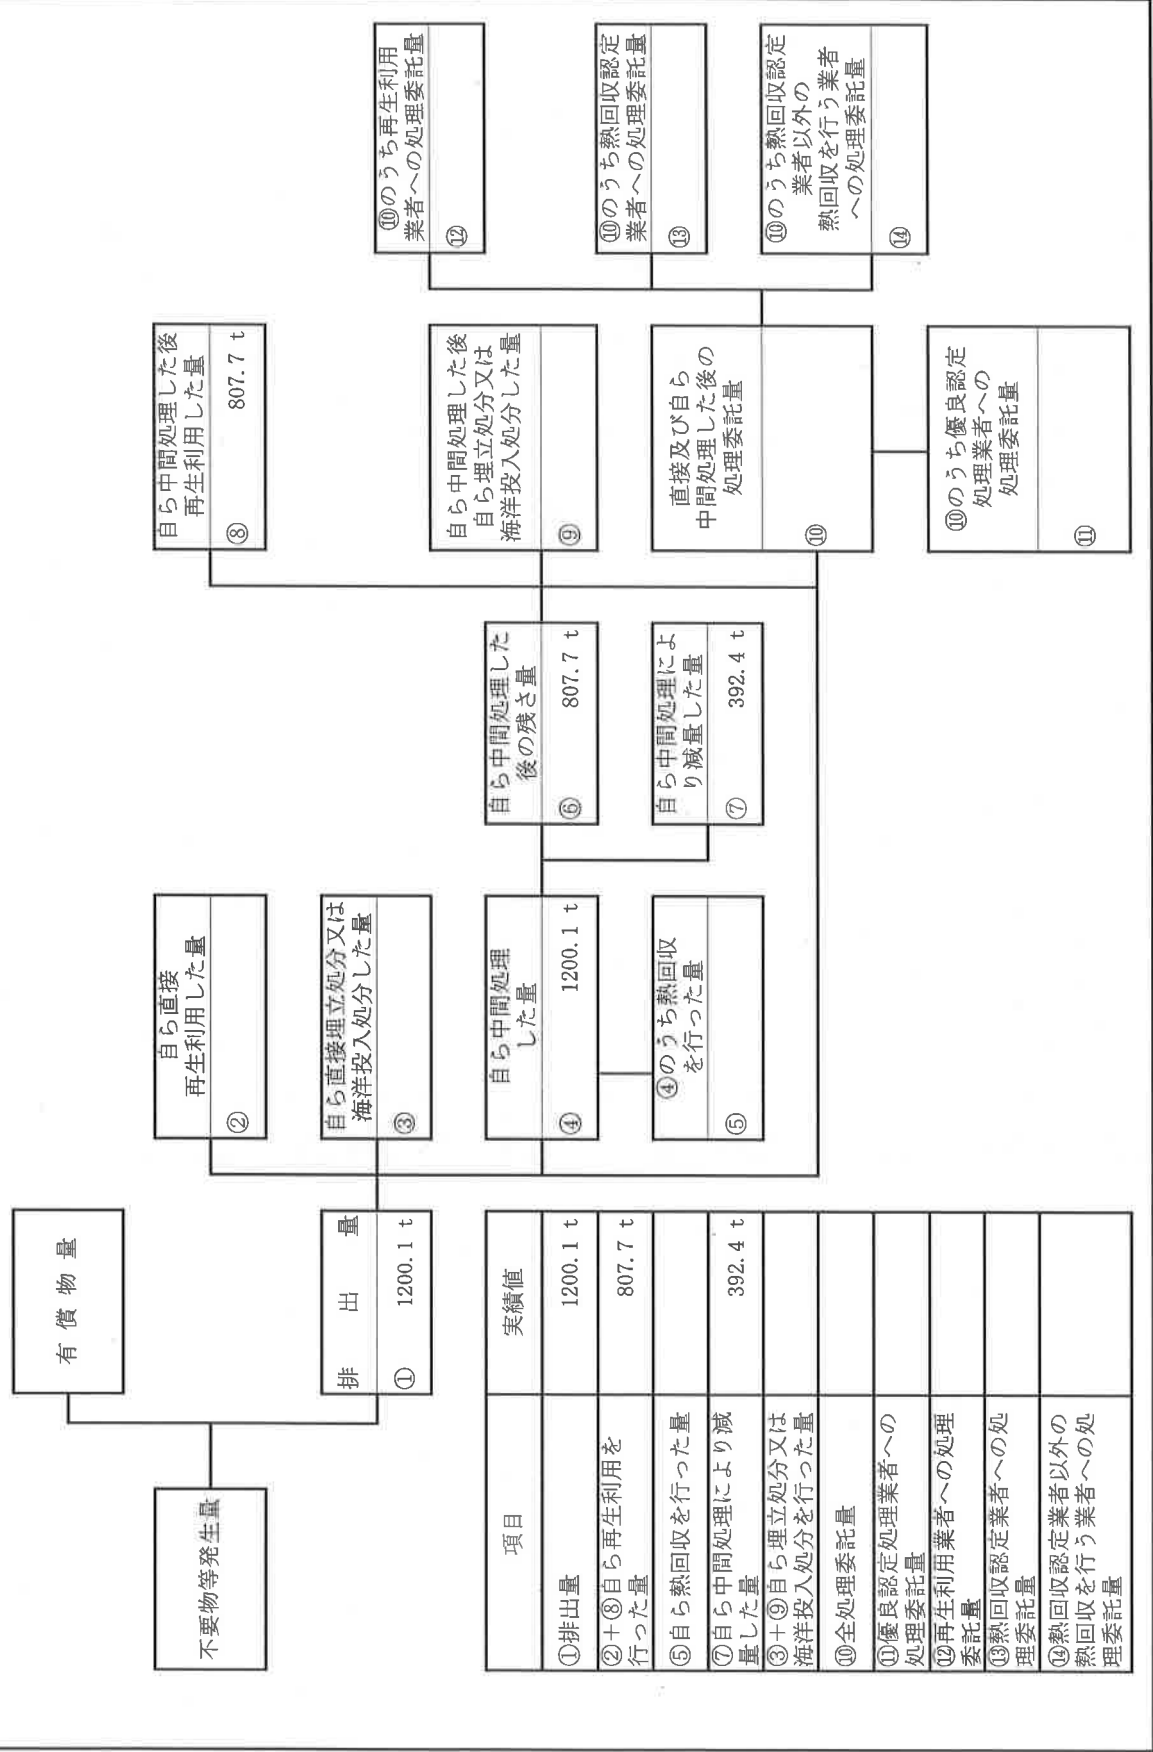 不要物等発生量
有償物量
排出量
① 1200.1 t
自ら直接
再生利用した量
②
自ら直接埋立処分又は
海洋投入処分した量
③
自ら中間処理
した量
④ 1200.1 t
④のうち熱回収
を行った量
⑤
自ら中間処理した
後の残さ量
⑥ 807.7 t
自ら中間処理によ
り減量した量
⑦ 392.4 t
自ら中間処理した後
再生利用した量
⑧ 807.7 t
自ら中間処理した後
自ら埋立処分又は
海洋投入処分した量
⑨
直接及び自ら
中間処理した後の
処理委託量
⑩
⑩のうち優良認定
処理業者への
処理委託量
⑪
⑩のうち再生利用
業者への処理委託量
⑫
⑩のうち熱回収認定
業者への処理委託量
⑬
⑩のうち熱回収認定
業者以外の
熱回収を行う業者
への処理委託量
⑭
項目 実績値
①排出量 1200.1 t
②+⑧自ら再生利用を
行った量 807.7 t
⑤自ら熱回収を行った量
⑦自ら中間処理により減
量した量 392.4 t
③+⑨自ら埋立処分又は
海洋投入処分を行った量
⑩全処理委託量
⑪優良認定処理業者への
処理委託量
⑫再生利用業者への処理
委託量
⑬熱回収認定業者への処
理委託量
⑭熱回収認定業者以外の
熱回収を行う業者への処
理委託量